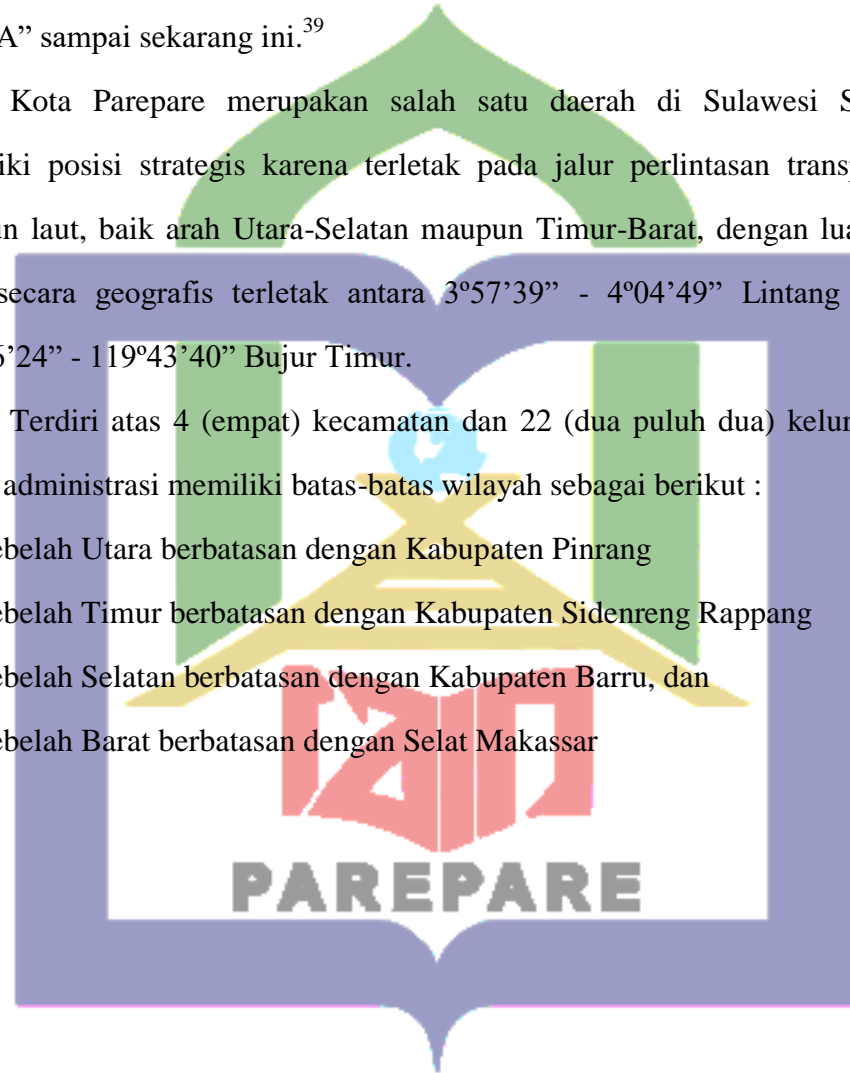 A” sampai sekarang ini.39
Kota Parepare merupakan salah satu daerah di Sulawesi S
iki posisi strategis karena terletak pada jalur perlintasan transp
un laut, baik arah Utara-Selatan maupun Timur-Barat, dengan lua
secara geografis terletak antara 3º57’39” - 4º04’49” Lintang
6’24” - 119º43’40” Bujur Timur.
Terdiri atas 4 (empat) kecamatan dan 22 (dua puluh dua) kelur
administrasi memiliki batas-batas wilayah sebagai berikut :
ebelah Utara berbatasan dengan Kabupaten Pinrang
ebelah Timur berbatasan dengan Kabupaten Sidenreng Rappang
ebelah Selatan berbatasan dengan Kabupaten Barru, dan
ebelah Barat berbatasan dengan Selat Makassar
PAREPARE